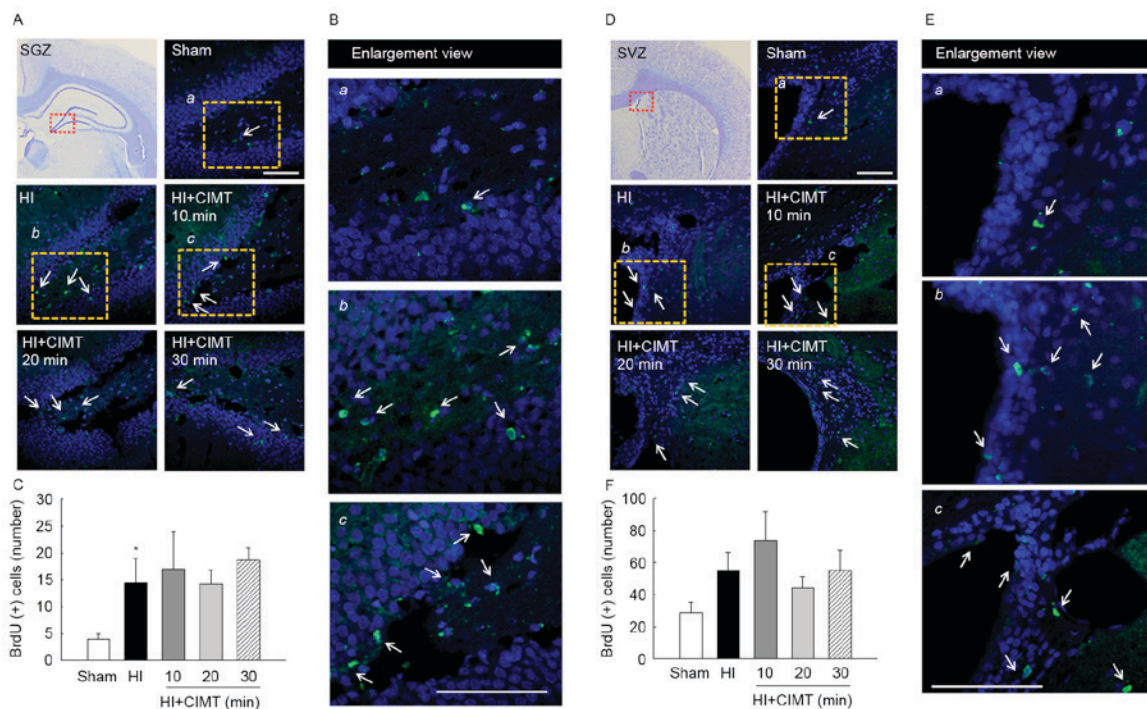 A
SGZ
Sham
a
HI
b
HI+CIMT
10 min
c
HI+CIMT
20 min
HI+CIMT
30 min
B
Enlargement view
a
b
c
C
BrdU (+) cells (number)
30
25
20
15
10
5
0
*
Sham
HI
10
20
30
HI+CIMT (min)
D
SVZ
Sham
a
HI
b
HI+CIMT
10 min
c
HI+CIMT
20 min
HI+CIMT
30 min
E
Enlargement view
a
b
c
F
BrdU (+) cells (number)
100
80
60
40
20
0
Sham
HI
10
20
30
HI+CIMT (min)